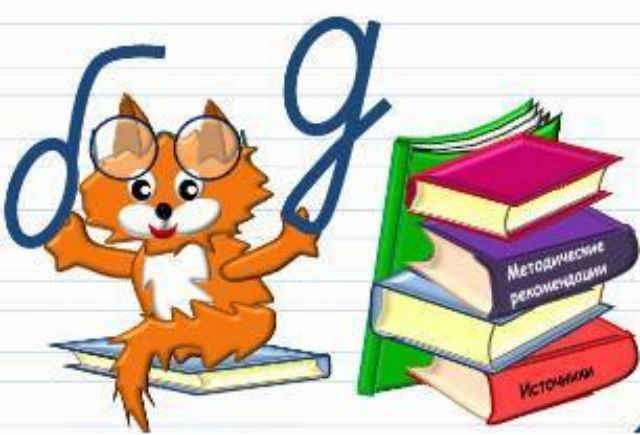 б д
Методические
рекомендации
Источники